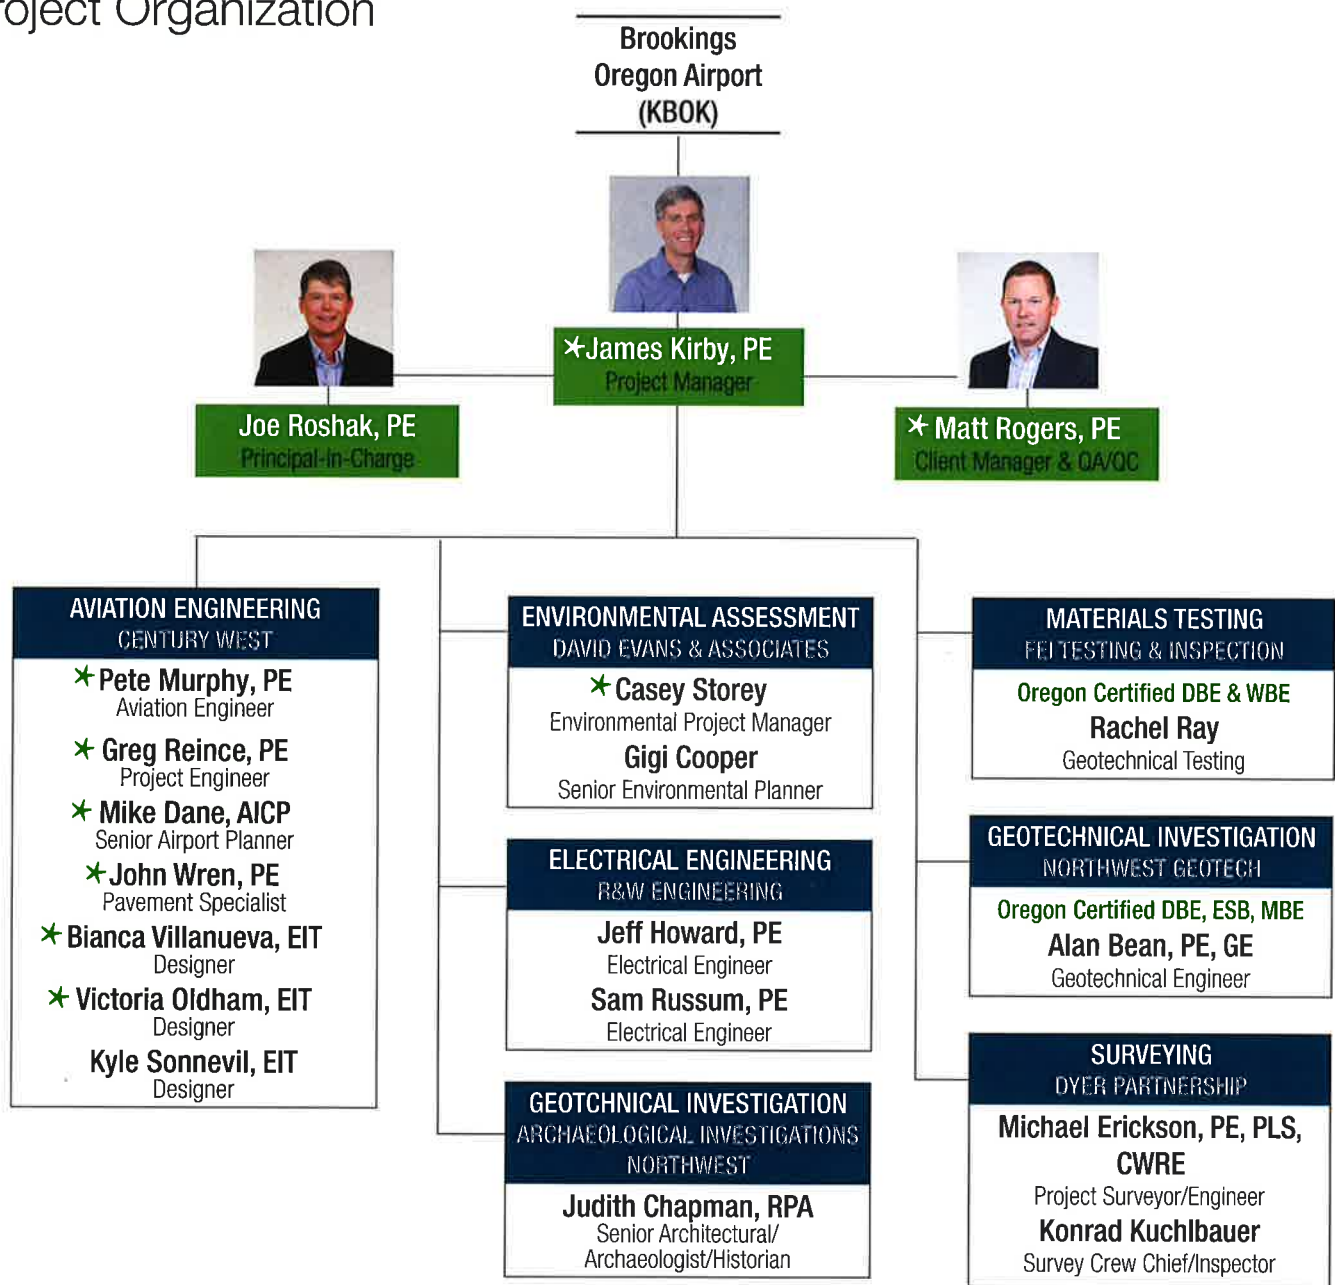 roject Organization
Brookings
Oregon Airport
(KBOK)
James Kirby, PE
Project Manager
Joe Roshak, PE
Principal-in-Charge
Matt Rogers, PE
Client Manager & QA/QC
AVIATION ENGINEERING
CENTURY WEST
Pete Murphy, PE
Aviation Engineer
Greg Reince, PE
Project Engineer
Mike Dane, AICP
Senior Airport Planner
John Wren, PE
Pavement Specialist
Bianca Villanueva, EIT
Designer
Victoria Oldham, EIT
Designer
Kyle Sonnevil, EIT
Designer
ENVIRONMENTAL ASSESSMENT
DAVID EVANS & ASSOCIATES
Casey Storey
Environmental Project Manager
Gigi Cooper
Senior Environmental Planner
ELECTRICAL ENGINEERING
R&W ENGINEERING
Jeff Howard, PE
Electrical Engineer
Sam Russum, PE
Electrical Engineer
GEOTCHNICAL INVESTIGATION
ARCHAEOLOGICAL INVESTIGATIONS
NORTHWEST
Judith Chapman, RPA
Senior Architectural/
Archaeologist/Historian
MATERIALS TESTING
FEI TESTING & INSPECTION
Oregon Certified DBE & WBE
Rachel Ray
Geotechnical Testing
GEOTECHNICAL INVESTIGATION
NORTHWEST GEOTECH
Oregon Certified DBE, ESB, MBE
Alan Bean, PE, GE
Geotechnical Engineer
SURVEYING
DYER PARTNERSHIP
Michael Erickson, PE, PLS,
CWRE
Project Surveyor/Engineer
Konrad Kuchlbauer
Survey Crew Chief/Inspector